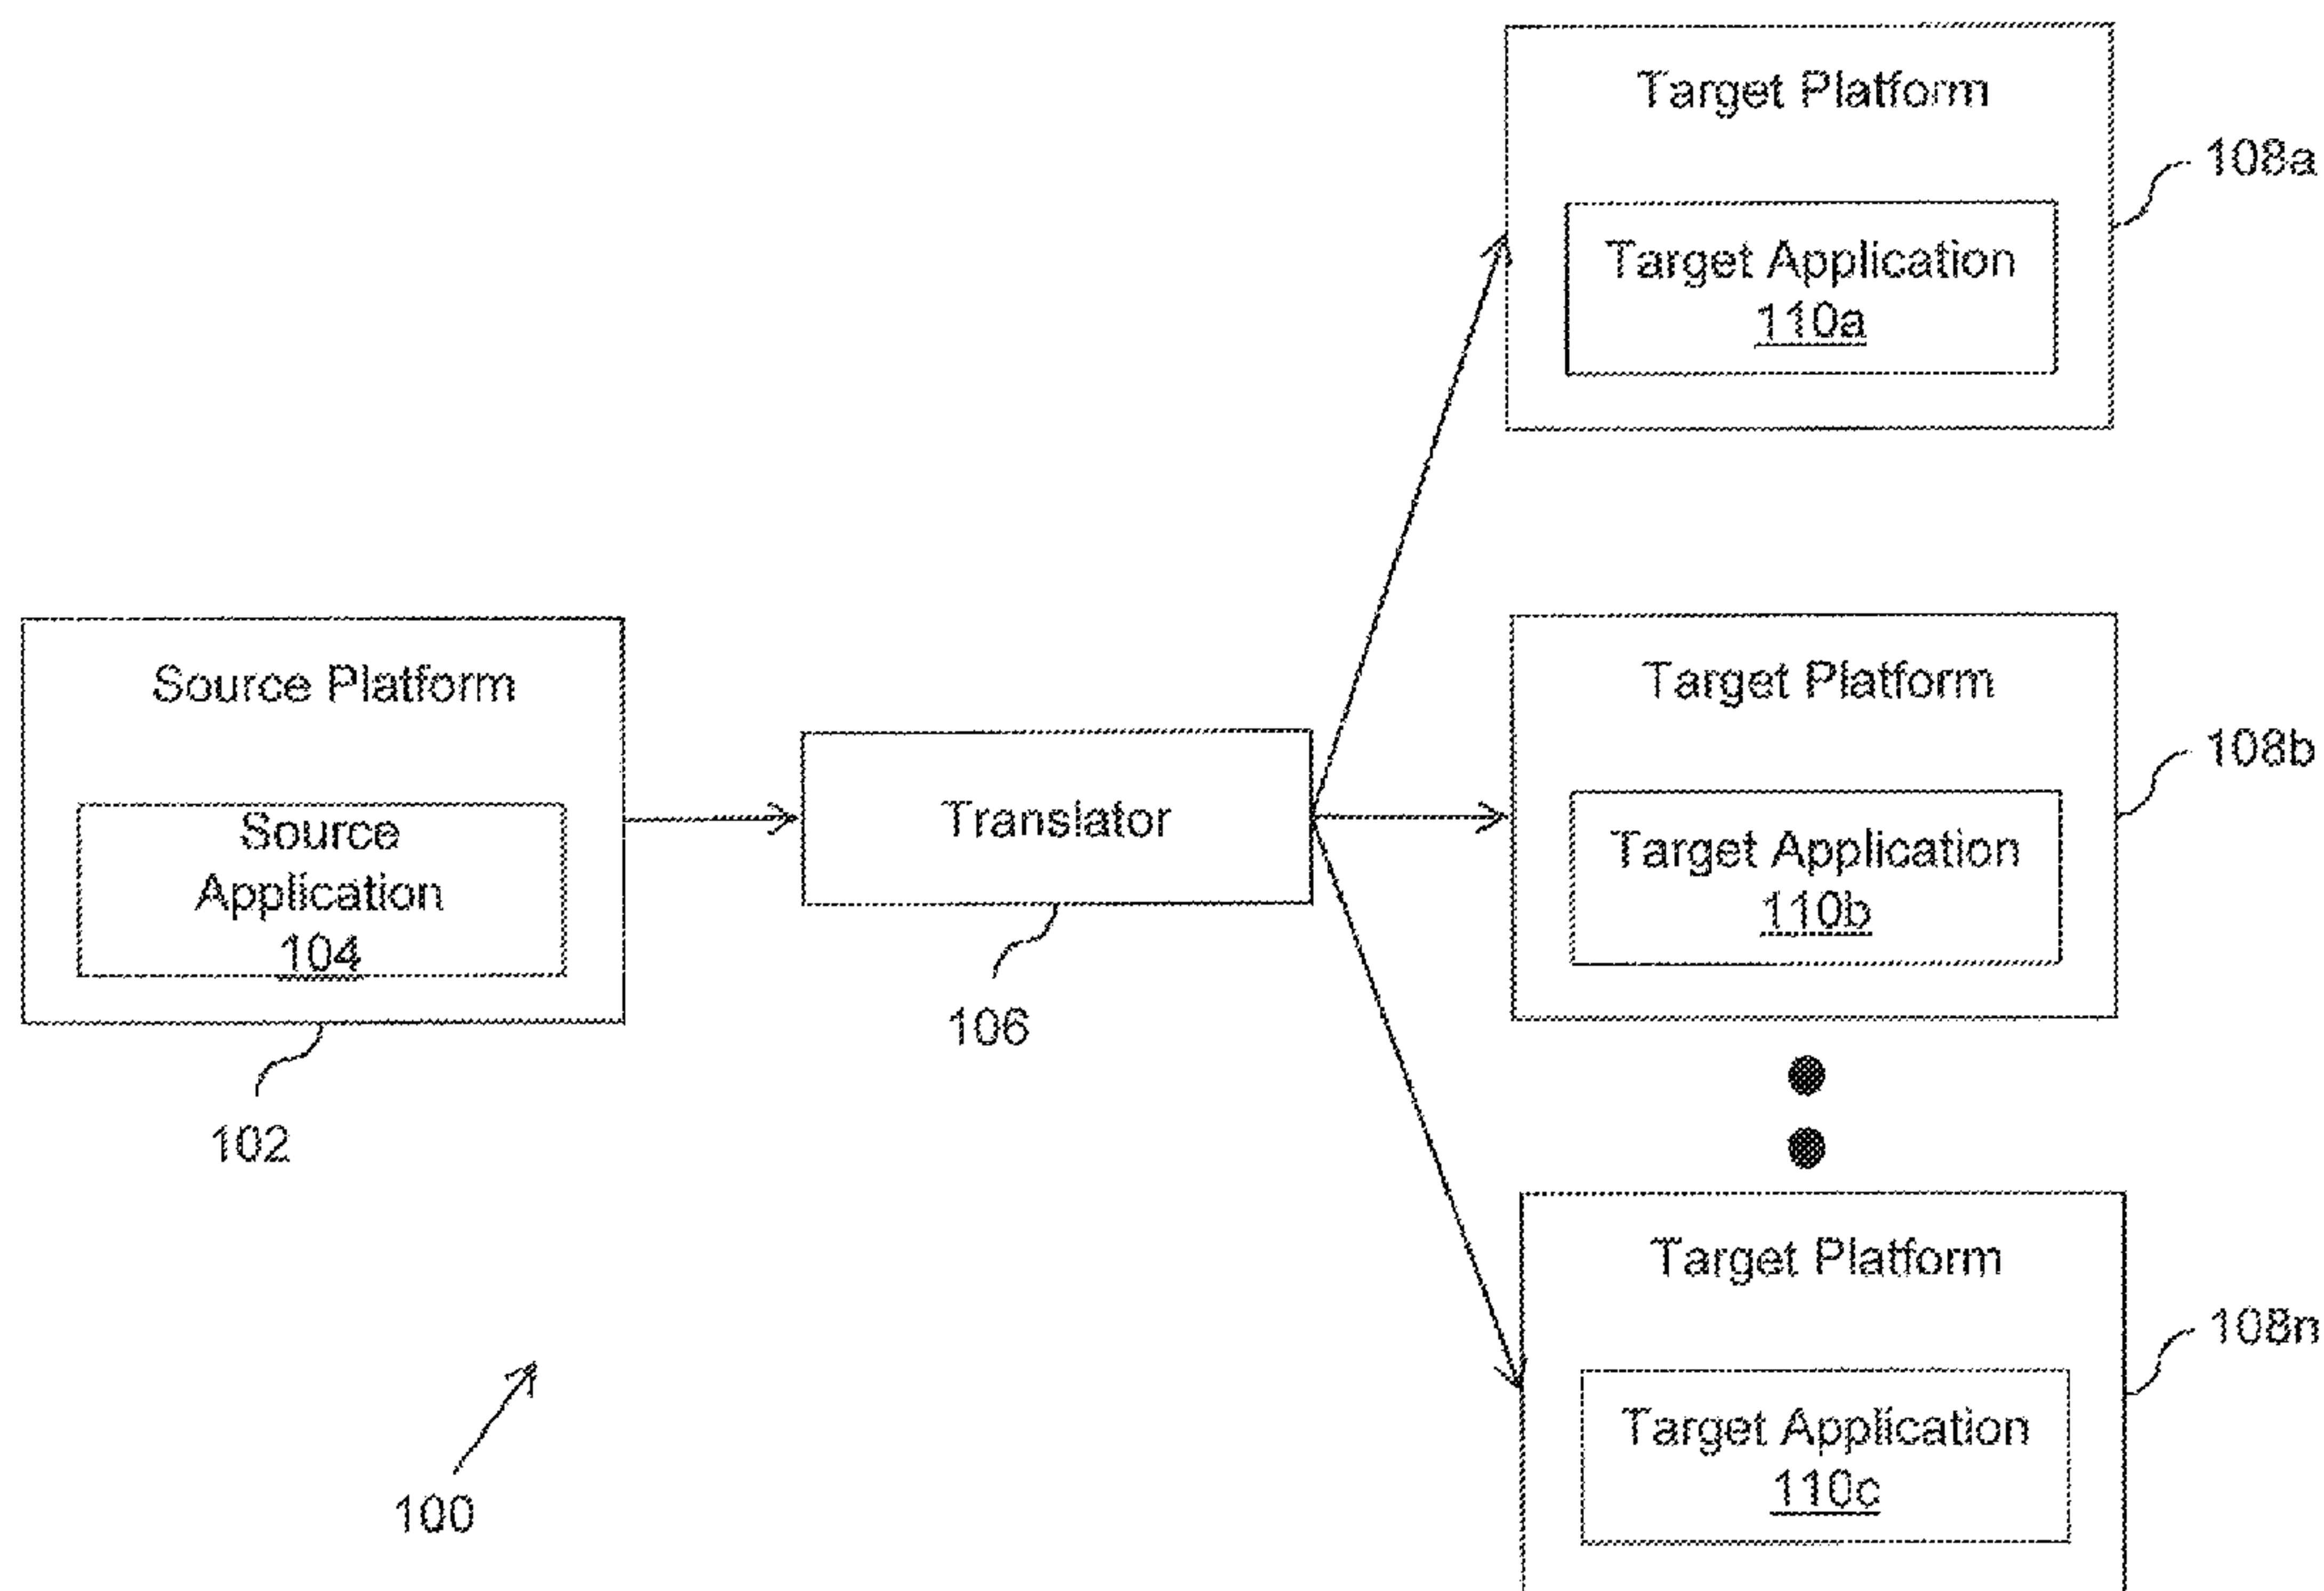 Target Platform
108a
Target Application
110a
Source Platform
Target Platform
108b
Source
Application
104
Translator
Target Application
110b
106
102
Target Platform
108n
Target Application
110c
100